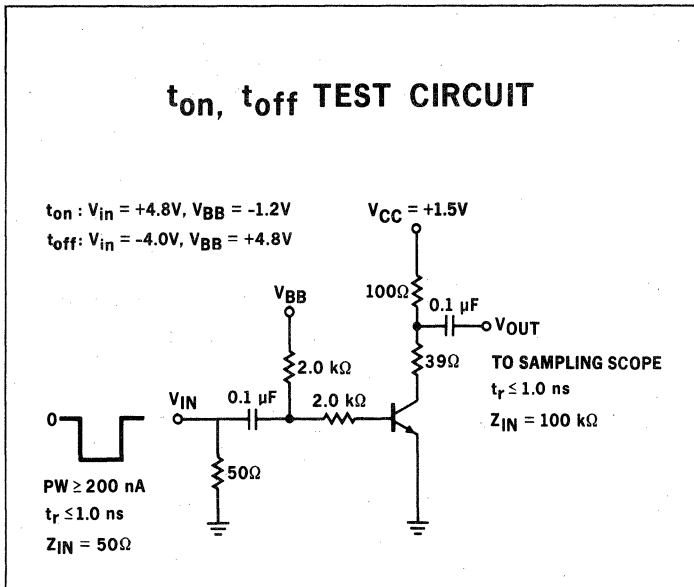 ton, toff TEST CIRCUIT
ton : Vin = +4.8V, VBB = -1.2V
toff: Vin = -4.0V, VBB = +4.8V
VCC = +1.5V
100Ω
0.1 µF
VOUT
VBB
2.0 kΩ
39Ω
TO SAMPLING SCOPE
tr ≤ 1.0 ns
ZIN = 100 kΩ
VIN
0.1 µF
2.0 kΩ
0
50Ω
PW ≥ 200 nA
tr ≤ 1.0 ns
ZIN = 50Ω